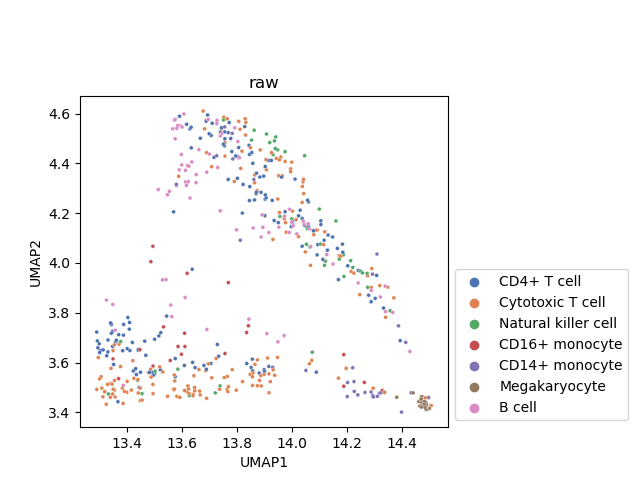 raw
4.6
4.4
4.2
4.0
3.8
3.6
3.4
UMAP2
13.4 13.6 13.8 14.0 14.2 14.4
UMAP1
CD4+ T cell
Cytotoxic T cell
Natural killer cell
CD16+ monocyte
CD14+ monocyte
Megakaryocyte
B cell